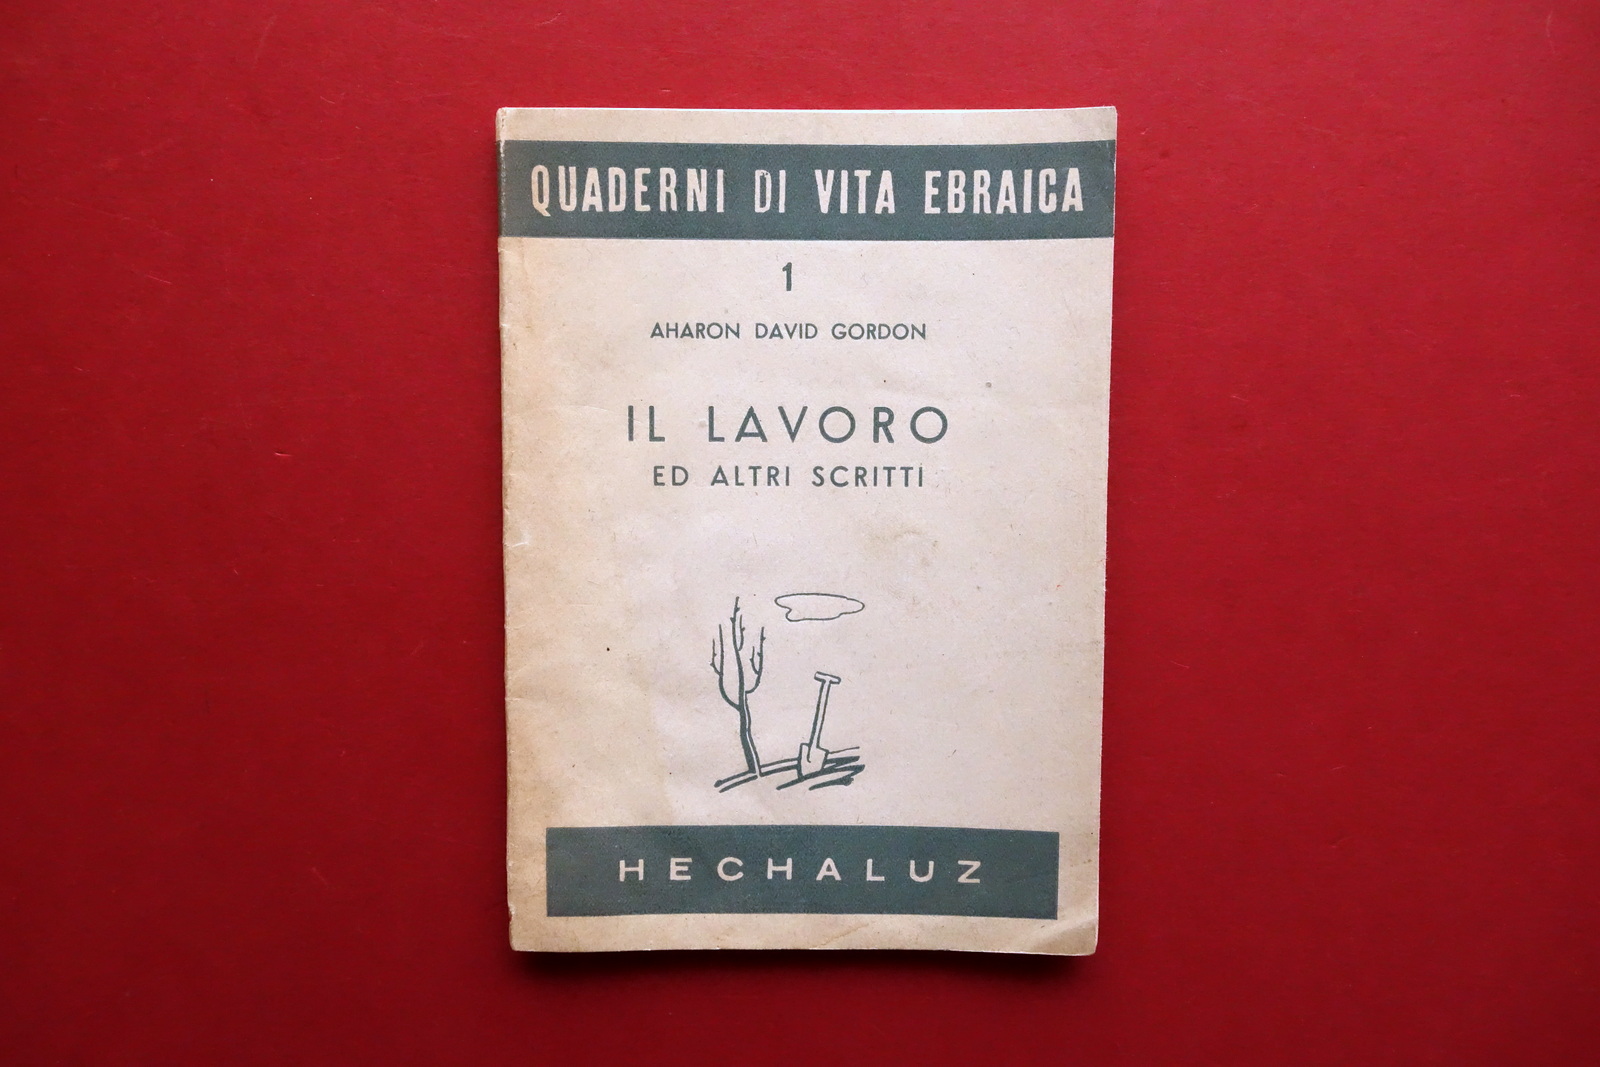 QUADERNI DI VITA EBRAICA
1
AHARON DAVID GORDON
IL LAVORO
ED ALTRI SCRITTI
HECHALUZ